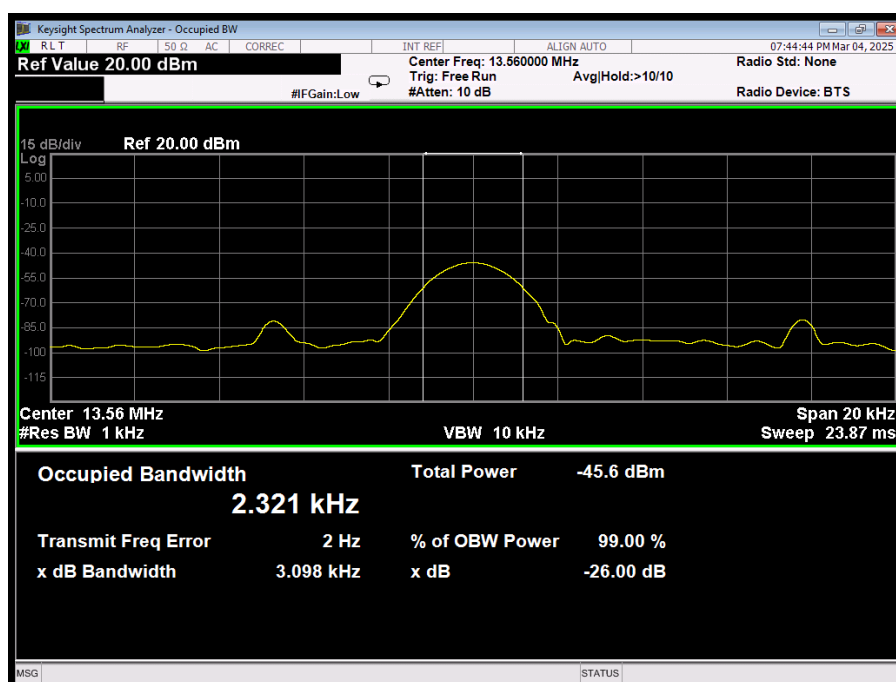 Keysight Spectrum Analyzer - Occupied BW
LXI RLT RF 50 Ω AC CORREC INT REF ALIGN AUTO 07:44:44 PM Mar 04, 2025
Ref Value 20.00 dBm Center Freq: 13.560000 MHz Radio Std: None
Trig: Free Run Avg|Hold:>10/10
#IFGain:Low #Atten: 10 dB Radio Device: BTS
15 dB/div Ref 20.00 dBm
Log
5.00
-10.0
-25.0
-40.0
-55.0
-70.0
-85.0
-100
-115
Center 13.56 MHz Span 20 kHz
#Res BW 1 kHz VBW 10 kHz Sweep 23.87 ms
Occupied Bandwidth Total Power -45.6 dBm
2.321 kHz
Transmit Freq Error 2 Hz % of OBW Power 99.00 %
x dB Bandwidth 3.098 kHz x dB -26.00 dB
MSG STATUS